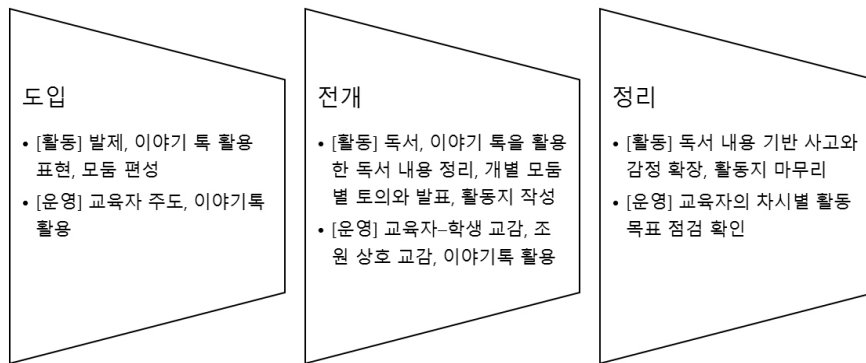 도입
• [활동] 발제, 이야기 톡 활용
표현, 모둠 편성
• [운영] 교육자 주도, 이야기톡
활용
전개
• [활동] 독서, 이야기 톡을 활용
한 독서 내용 정리, 개별 모둠
별 토의와 발표, 활동지 작성
• [운영] 교육자–학생 교감, 조
원 상호 교감, 이야기톡 활용
정리
• [활동] 독서 내용 기반 사고와
감정 확장, 활동지 마무리
• [운영] 교육자의 차시별 활동
목표 점검 확인